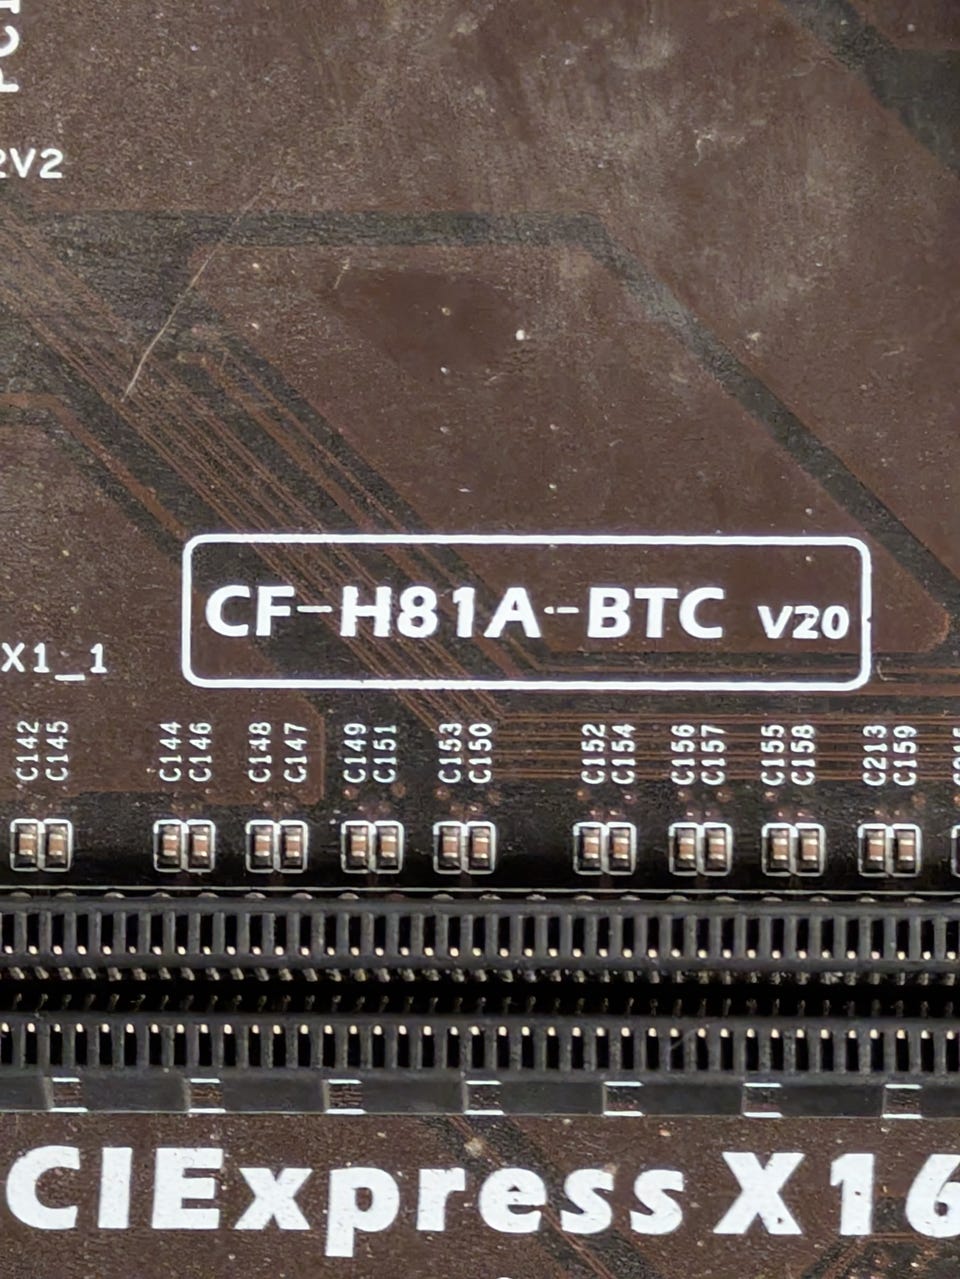 2V2
CF-H81A-BTC V20
X1_1
C142 C145 C144 C146 C148 C147 C149 C151 C153 C150 C152 C154 C156 C157 C155 C158 C213 C159
CIExpress X16